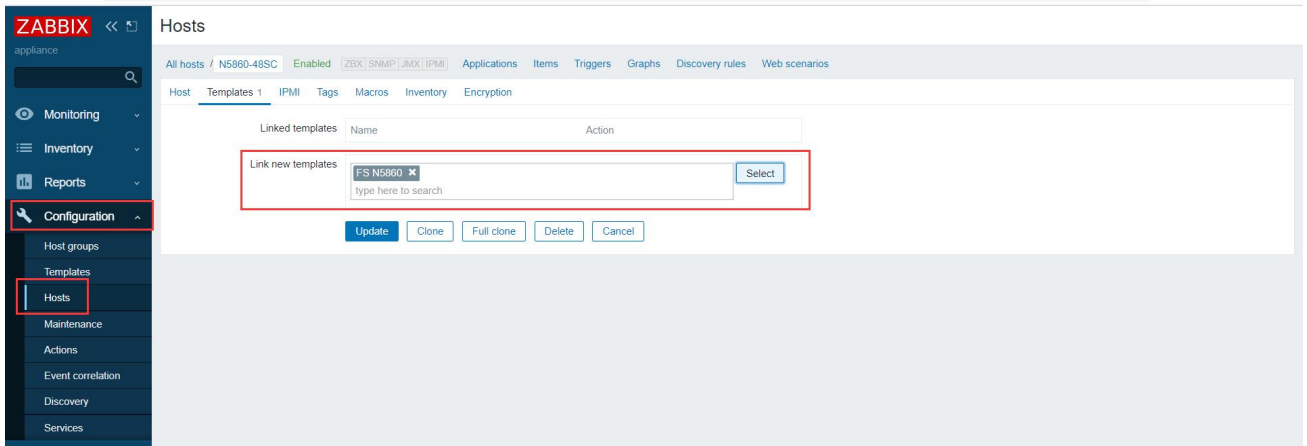 ZABBIX
appliance
Monitoring
Inventory
Reports
Configuration
Host groups
Templates
Hosts
Maintenance
Actions
Event correlation
Discovery
Services
Hosts
All hosts / N5860-48SC Enabled ZBX SNMP JMX IPMI Applications Items Triggers Graphs Discovery rules Web scenarios
Host Templates 1 IPMI Tags Macros Inventory Encryption
Linked templates Name Action
Link new templates FS N5860 Select
type here to search
Update Clone Full clone Delete Cancel